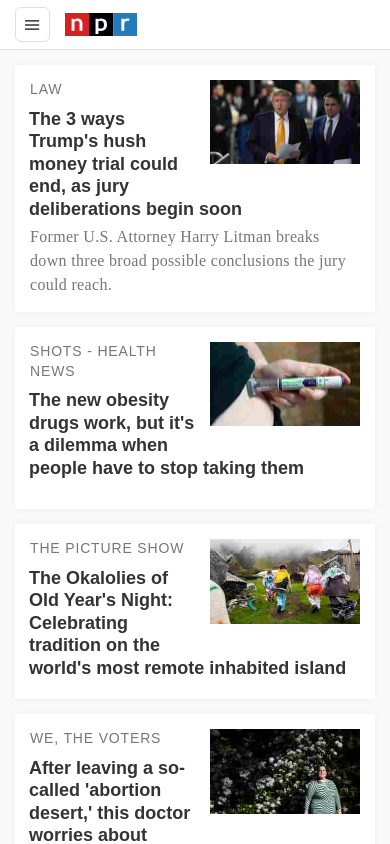 npr
LAW
The 3 ways
Trump's hush
money trial could
end, as jury
deliberations begin soon
Former U.S. Attorney Harry Litman breaks
down three broad possible conclusions the jury
could reach.
SHOTS - HEALTH
NEWS
The new obesity
drugs work, but it's
a dilemma when
people have to stop taking them
THE PICTURE SHOW
The Okalolies of
Old Year's Night:
Celebrating
tradition on the
world's most remote inhabited island
WE, THE VOTERS
After leaving a so-
called 'abortion
desert,' this doctor
worries about